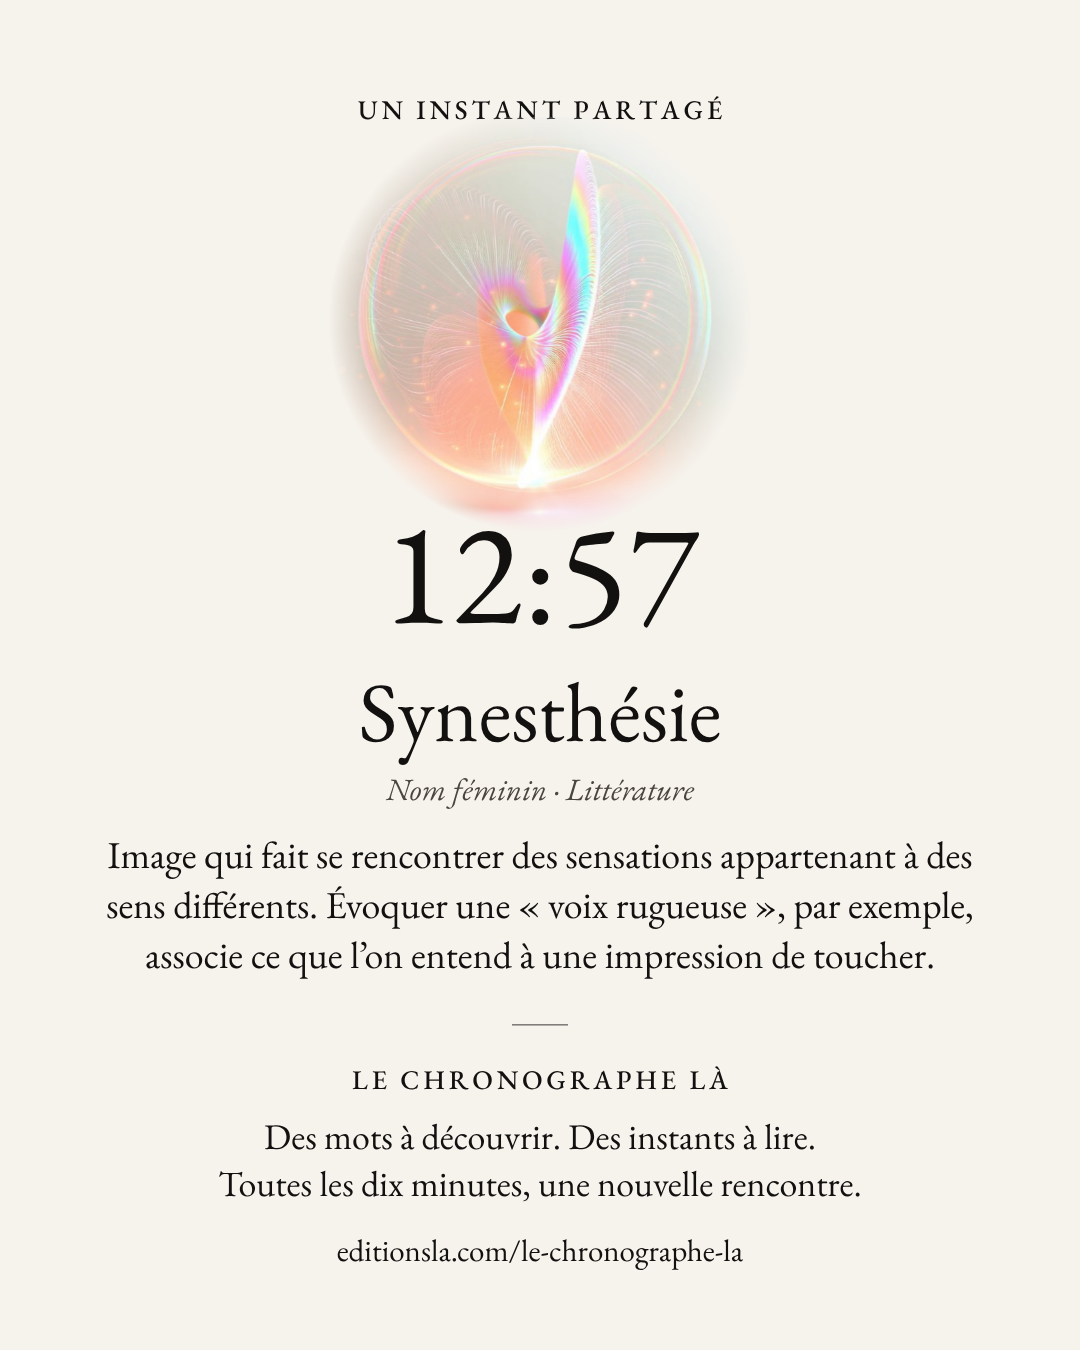 UN INSTANT PARTAGÉ
12:57
Synesthésie
Nom féminin · Littérature
Image qui fait se rencontrer des sensations appartenant à des
sens différents. Évoquer une « voix rugueuse », par exemple,
associe ce que l’on entend à une impression de toucher.
LE CHRONOGRAPHE LÀ
Des mots à découvrir. Des instants à lire.
Toutes les dix minutes, une nouvelle rencontre.
editionsla.com/le-chronographe-la